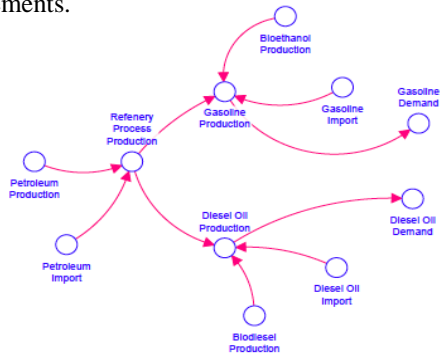 ements.
Bioethanol
Production
Gasoline
Demand
Refenery
Process
Production
Gasoline
Production
Gasoline
Import
Petroleum
Production
Diesel Oil
Production
Diesel Oil
Demand
Petroleum
Import
Diesel Oil
Import
Biodiesel
Production